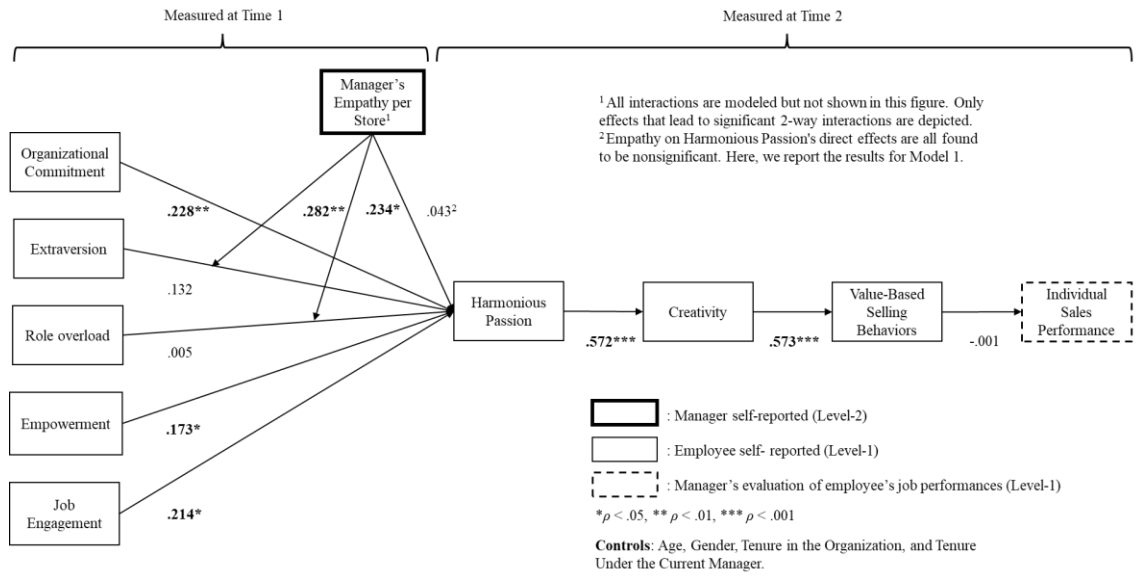 Measured at Time 1
Measured at Time 2
Manager's
Empathy per
Store¹
¹ All interactions are modeled but not shown in this figure. Only
effects that lead to significant 2-way interactions are depicted.
² Empathy on Harmonious Passion's direct effects are all found
to be nonsignificant. Here, we report the results for Model 1.
Organizational
Commitment
.228**
.282**
.234*
.043²
Extraversion
.132
Role overload
.005
Empowerment
.173*
Job
Engagement
.214*
Harmonious
Passion
.572***
Creativity
.573***
Value-Based
Selling
Behaviors
-.001
Individual
Sales
Performance
: Manager self-reported (Level-2)
: Employee self- reported (Level-1)
: Manager's evaluation of employee's job performances (Level-1)
*ρ < .05, ** ρ < .01, *** ρ < .001
Controls: Age, Gender, Tenure in the Organization, and Tenure
Under the Current Manager.